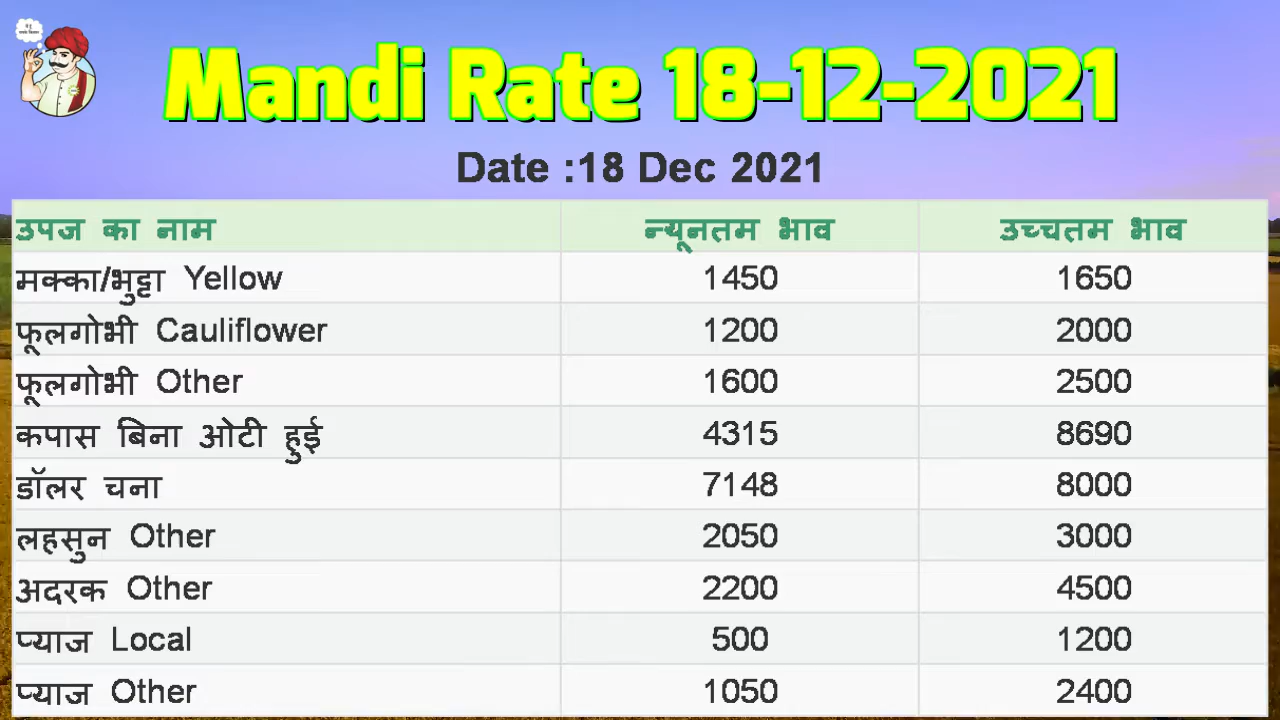 Mandi Rate 18-12-2021
Date :18 Dec 2021
उपज का नाम न्यूनतम भाव उच्चतम भाव
मक्का/भुट्टा Yellow 1450 1650
फूलगोभी Cauliflower 1200 2000
फूलगोभी Other 1600 2500
कपास बिना ओटी हुई 4315 8690
डॉलर चना 7148 8000
लहसुन Other 2050 3000
अदरक Other 2200 4500
प्याज Local 500 1200
प्याज Other 1050 2400